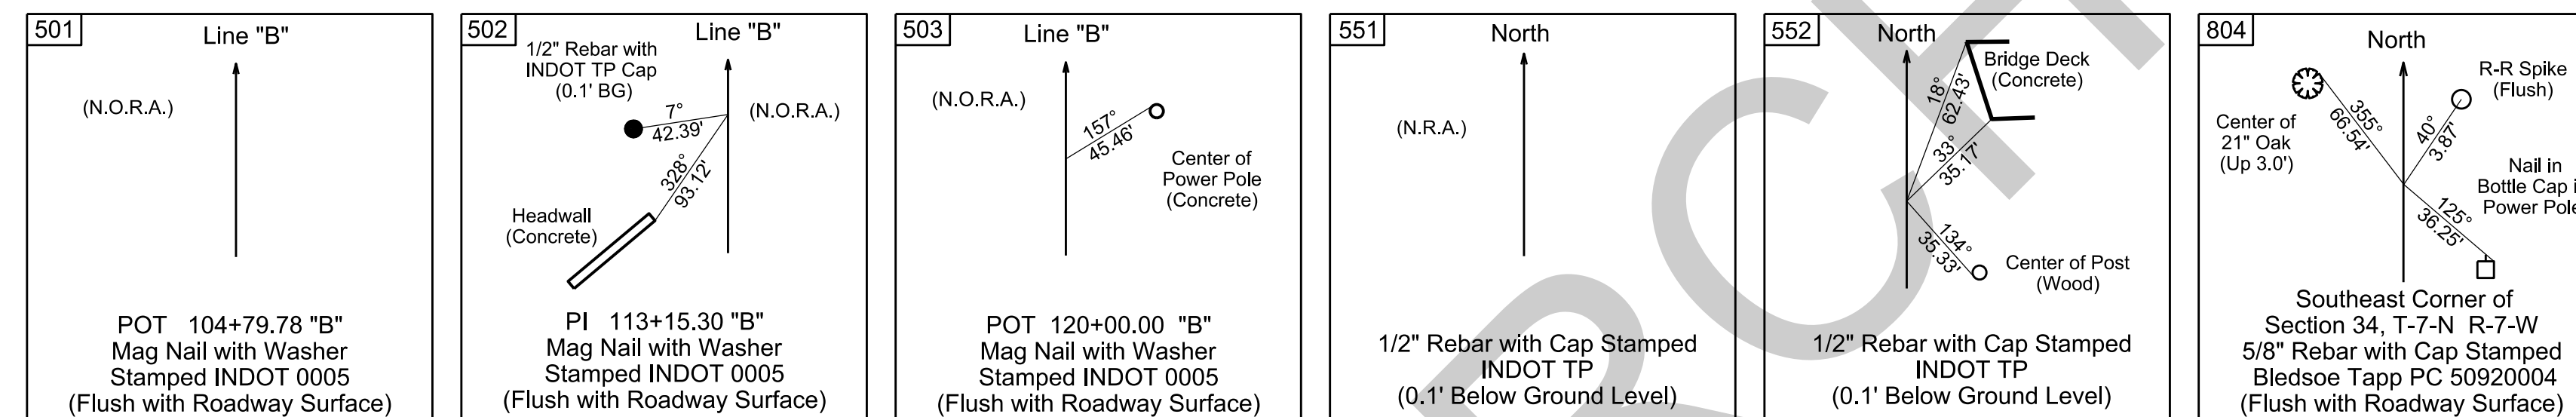 501
Line "B"
(N.O.R.A.)
POT 104+79.78 "B"
Mag Nail with Washer
Stamped INDOT 0005
(Flush with Roadway Surface)
502
1/2" Rebar with
INDOT TP Cap
(0.1' BG)
Line "B"
(N.O.R.A.)
7°
42.39'
328°
93.12'
Headwall
(Concrete)
PI 113+15.30 "B"
Mag Nail with Washer
Stamped INDOT 0005
(Flush with Roadway Surface)
503
Line "B"
(N.O.R.A.)
157°
45.46'
Center of
Power Pole
(Concrete)
POT 120+00.00 "B"
Mag Nail with Washer
Stamped INDOT 0005
(Flush with Roadway Surface)
551
North
(N.R.A.)
1/2" Rebar with Cap Stamped
INDOT TP
(0.1' Below Ground Level)
552
North
Bridge Deck
(Concrete)
18°
62.43'
33°
35.17'
134°
35.33'
Center of Post
(Wood)
1/2" Rebar with Cap Stamped
INDOT TP
(0.1' Below Ground Level)
804
North
R-R Spike
(Flush)
355°
66.54'
40°
3.87'
Center of
21" Oak
(Up 3.0')
Nail in
Bottle Cap
Power Pole
125°
36.25'
Southeast Corner of
Section 34, T-7-N R-7-W
5/8" Rebar with Cap Stamped
Bledsoe Tapp PC 50920004
(Flush with Roadway Surface)